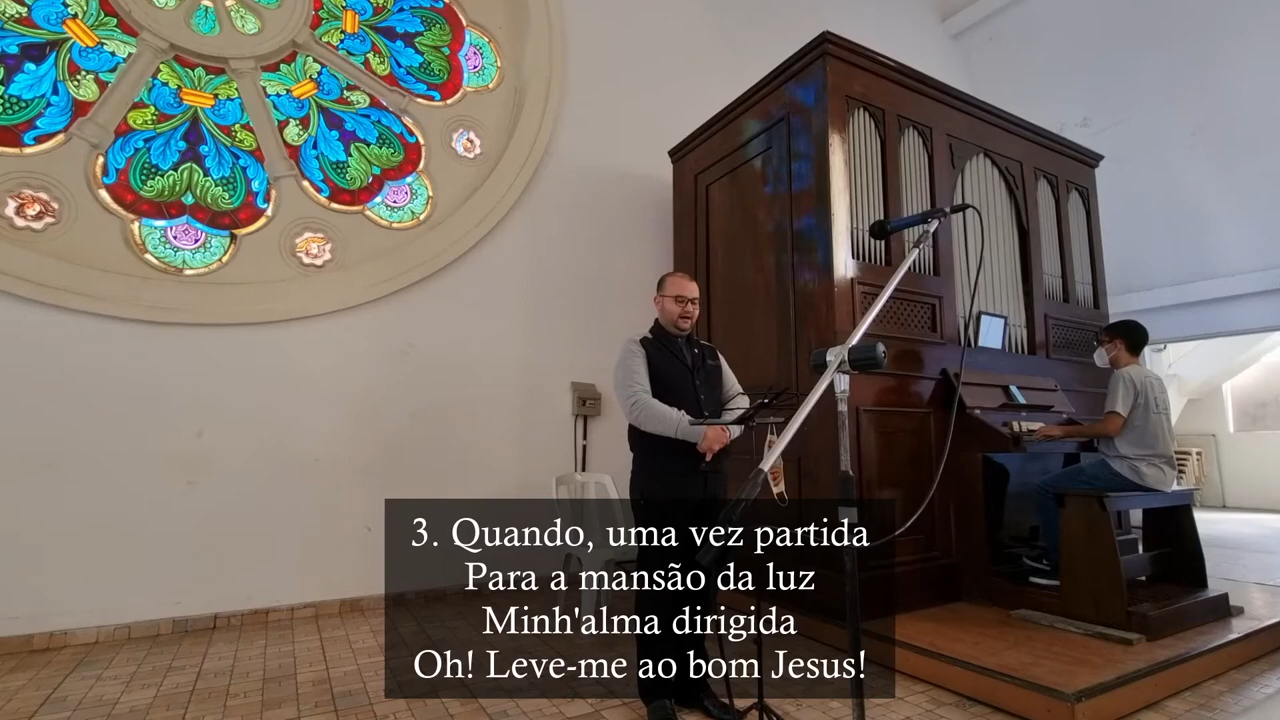 3. Quando, uma vez partida
Para a mansão da luz
Minh'alma dirigida
Oh! Leve-me ao bom Jesus!